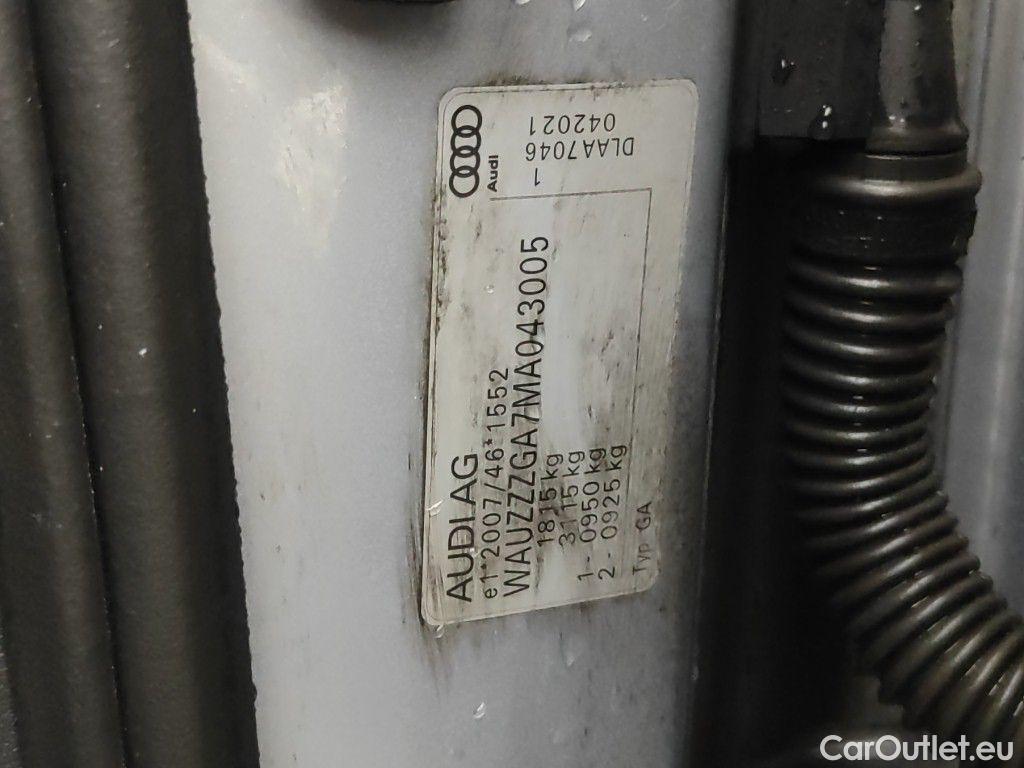 AUDI AG
e1*2007/46*1552
WAUZZZGA7MA043005
1815 kg
3115 kg
1 - 0950 kg
2 - 0925 kg
Typ GA
Audi
1
DLAA7046
042021
CarOutlet.eu